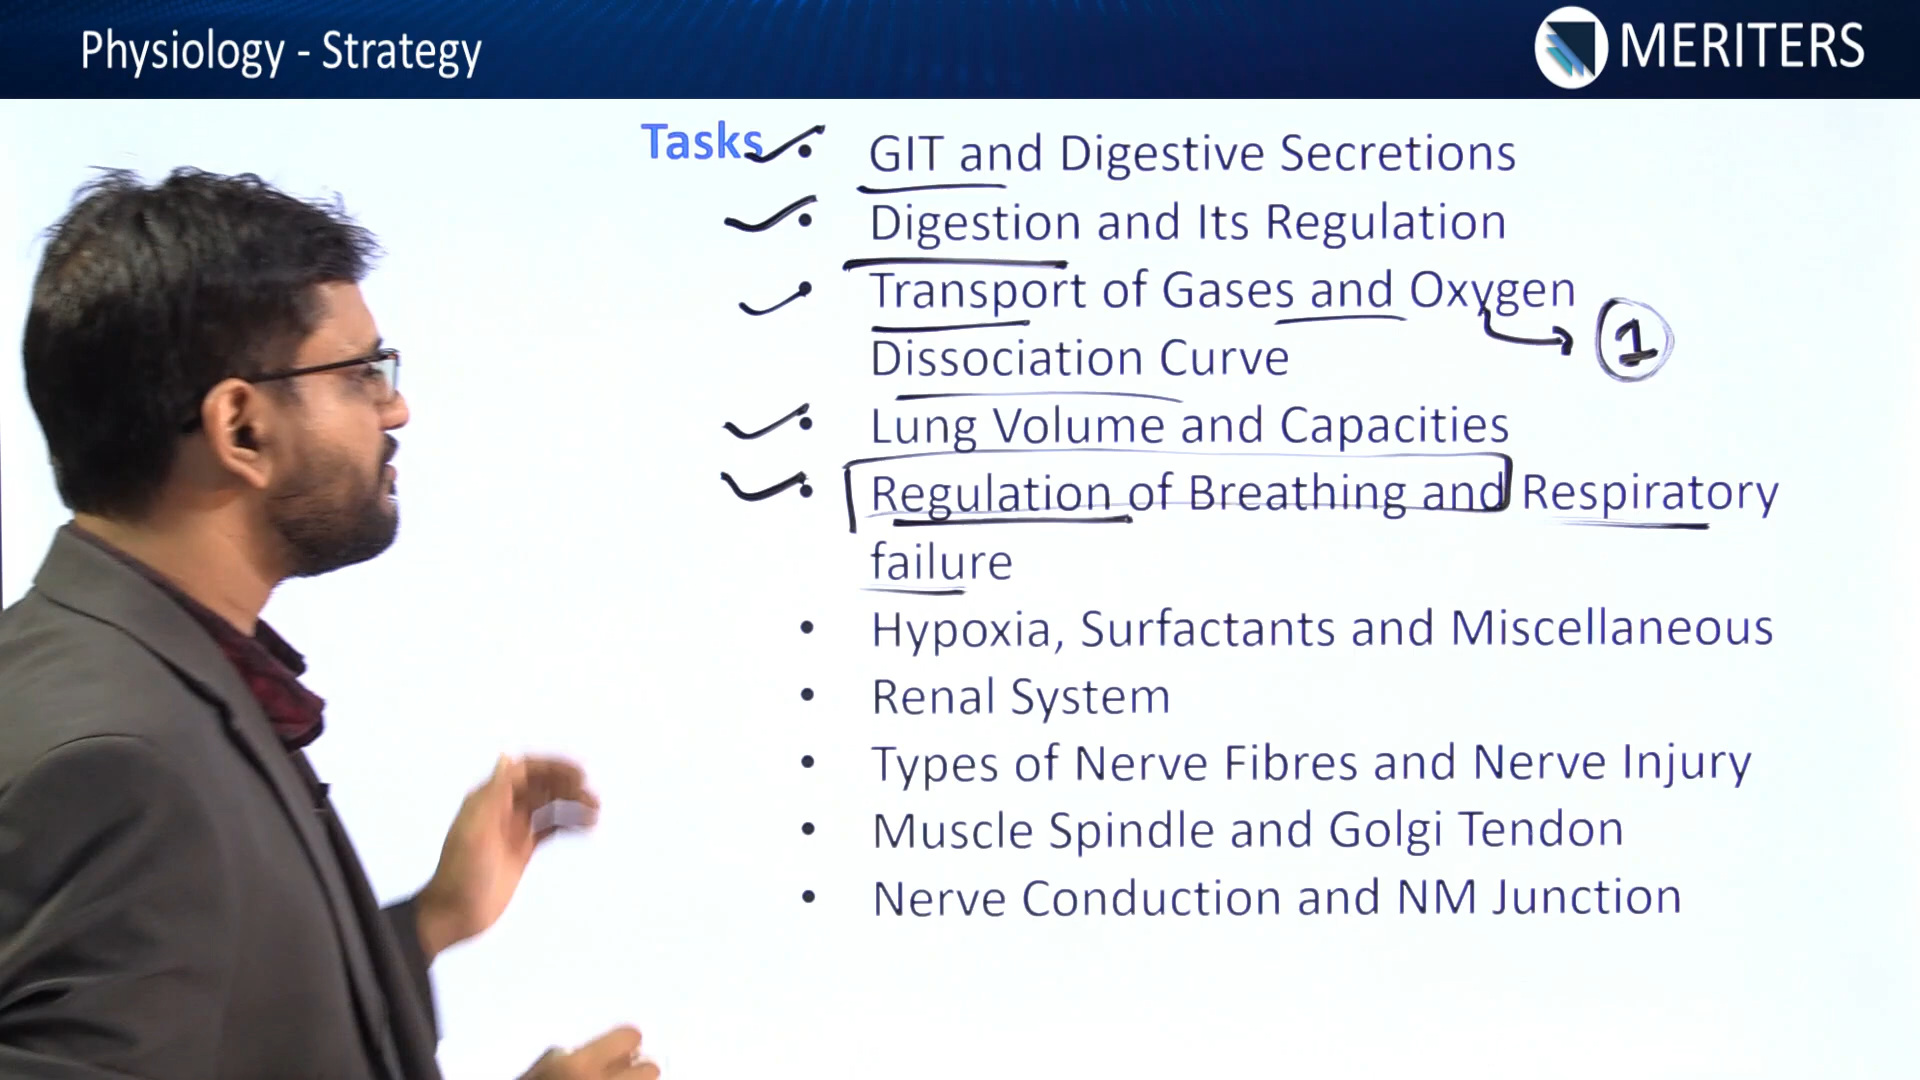 Physiology - Strategy
MERITERS
Tasks
• GIT and Digestive Secretions
• Digestion and Its Regulation
• Transport of Gases and Oxygen
Dissociation Curve
1
• Lung Volume and Capacities
• Regulation of Breathing and Respiratory
failure
• Hypoxia, Surfactants and Miscellaneous
• Renal System
• Types of Nerve Fibres and Nerve Injury
• Muscle Spindle and Golgi Tendon
• Nerve Conduction and NM Junction